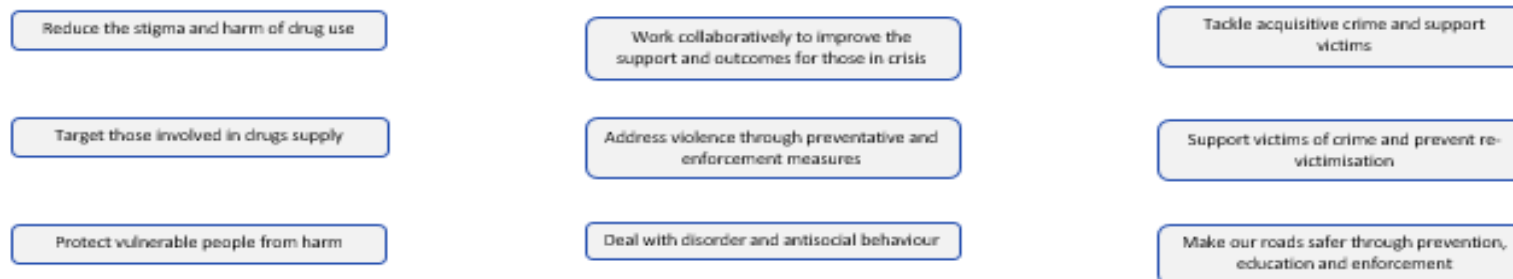 Reduce the stigma and harm of drug use
Work collaboratively to improve the
support and outcomes for those in crisis
Tackle acquisitive crime and support
victims
Target those involved in drugs supply
Address violence through preventative and
enforcement measures
Support victims of crime and prevent re-
victimisation
Protect vulnerable people from harm
Deal with disorder and antisocial behaviour
Make our roads safer through prevention,
education and enforcement